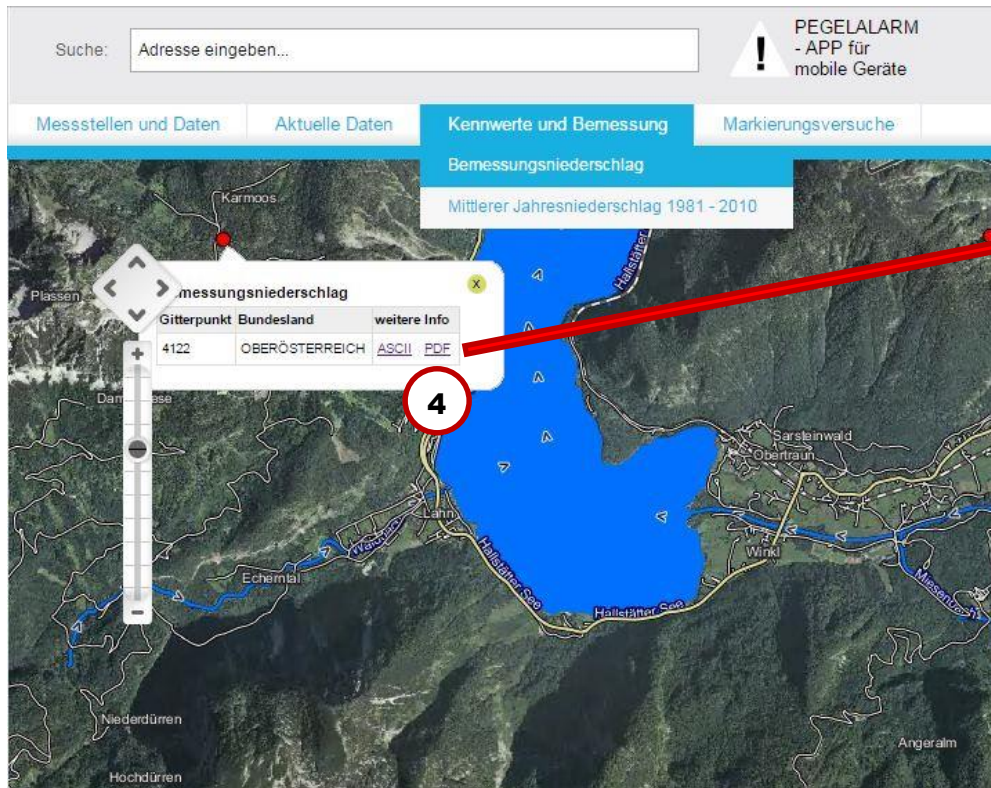 Suche:
Adresse eingeben...
!
PEGELALARM
- APP für
mobile Geräte
Messstellen und Daten
Aktuelle Daten
Kennwerte und Bemessung
Markierungsversuche
Bemessungsniederschlag
Mittlerer Jahresniederschlag 1981 - 2010
Karmoos
Hallstätter
Plassen
emessungsniederschlag
X
Gitterpunkt Bundesland weitere Info
4122 OBERÖSTERREICH ASCII PDF
4
Sarsteinwald
Obertraun
Lahn
Winkl
Echerntal
Hallstätter See
Hallstätter See
Niederdürren
Angeralm
Hochdürren